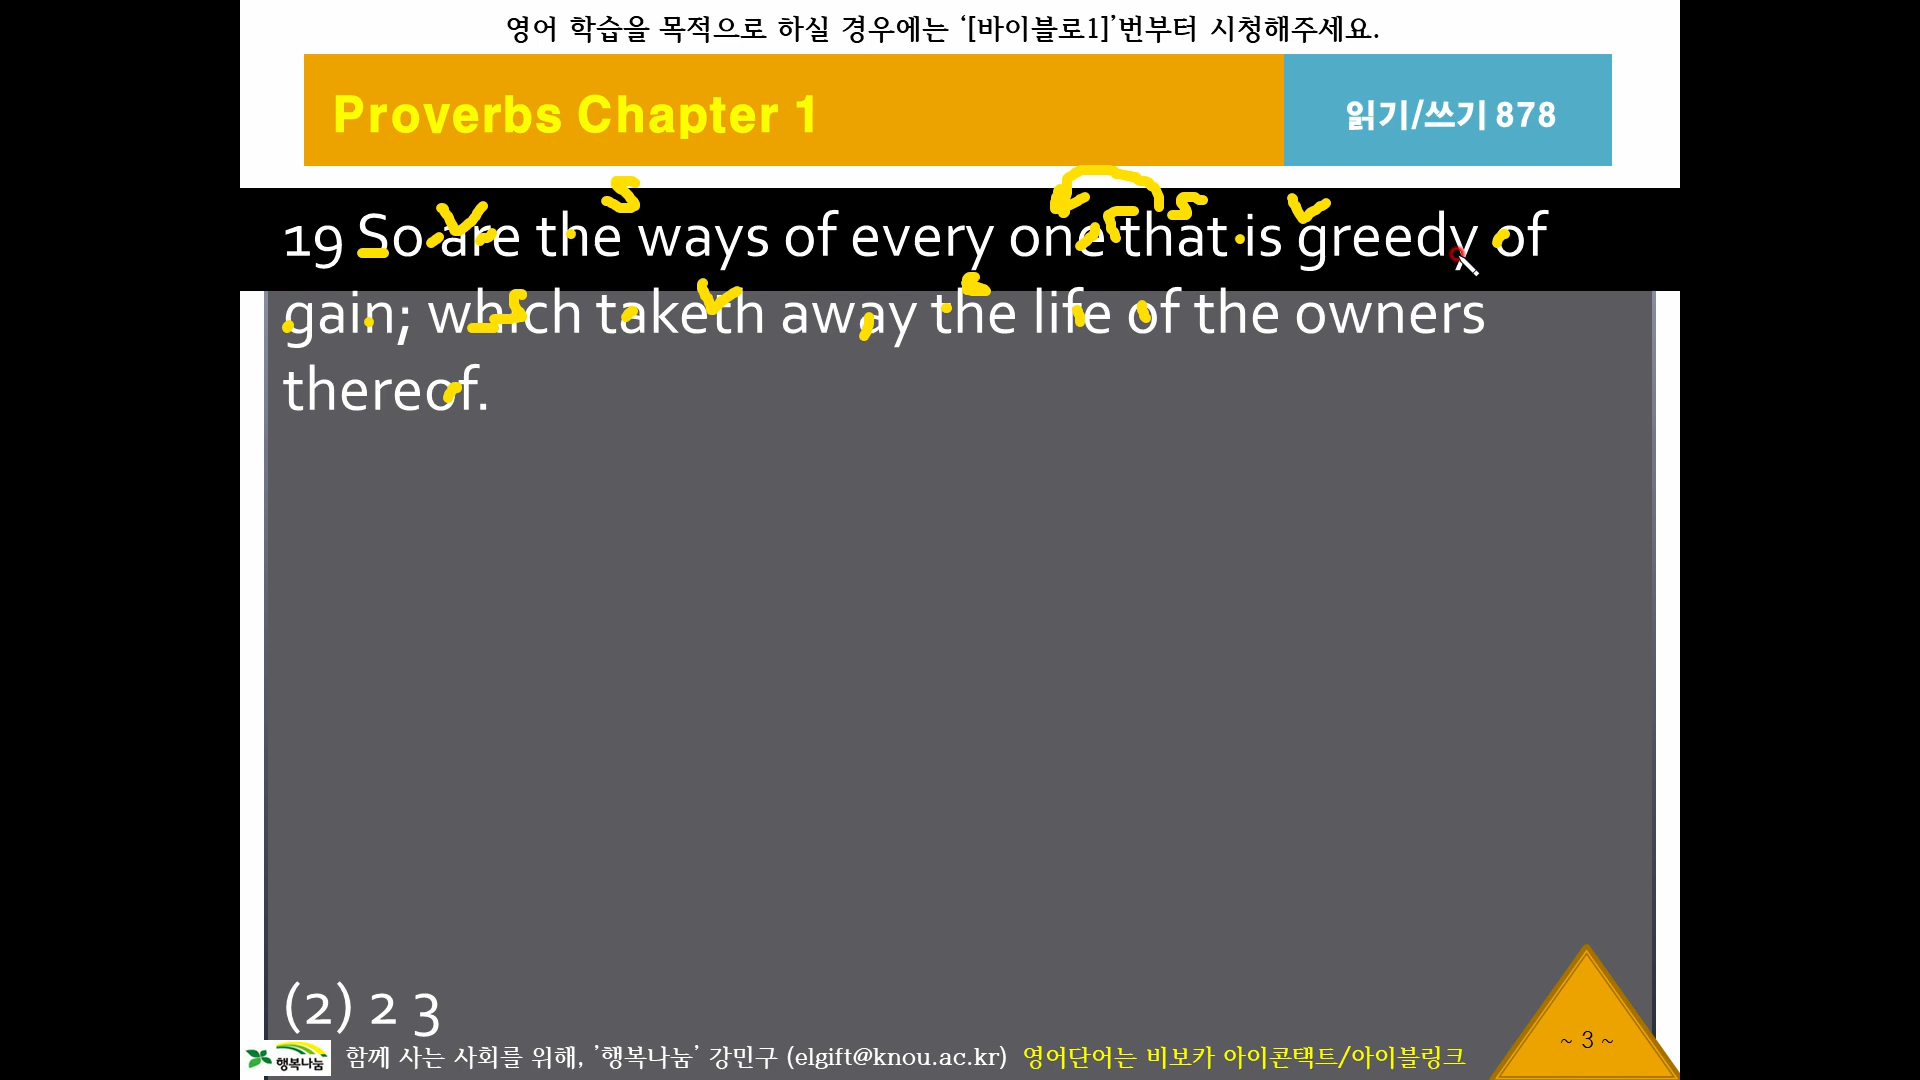 영어 학습을 목적으로 하실 경우에는 ‘[바이블로1]’번부터 시청해주세요.
Proverbs Chapter 1
읽기/쓰기 878
19 So are the ways of every one that is greedy of
gain; which taketh away the life of the owners
thereof.
(2) 2 3
행복나눔
함께 사는 사회를 위해, ’행복나눔’ 강민구 (elgift@knou.ac.kr) 영어단어는 비보카 아이콘택트/아이블링크
~ 3 ~